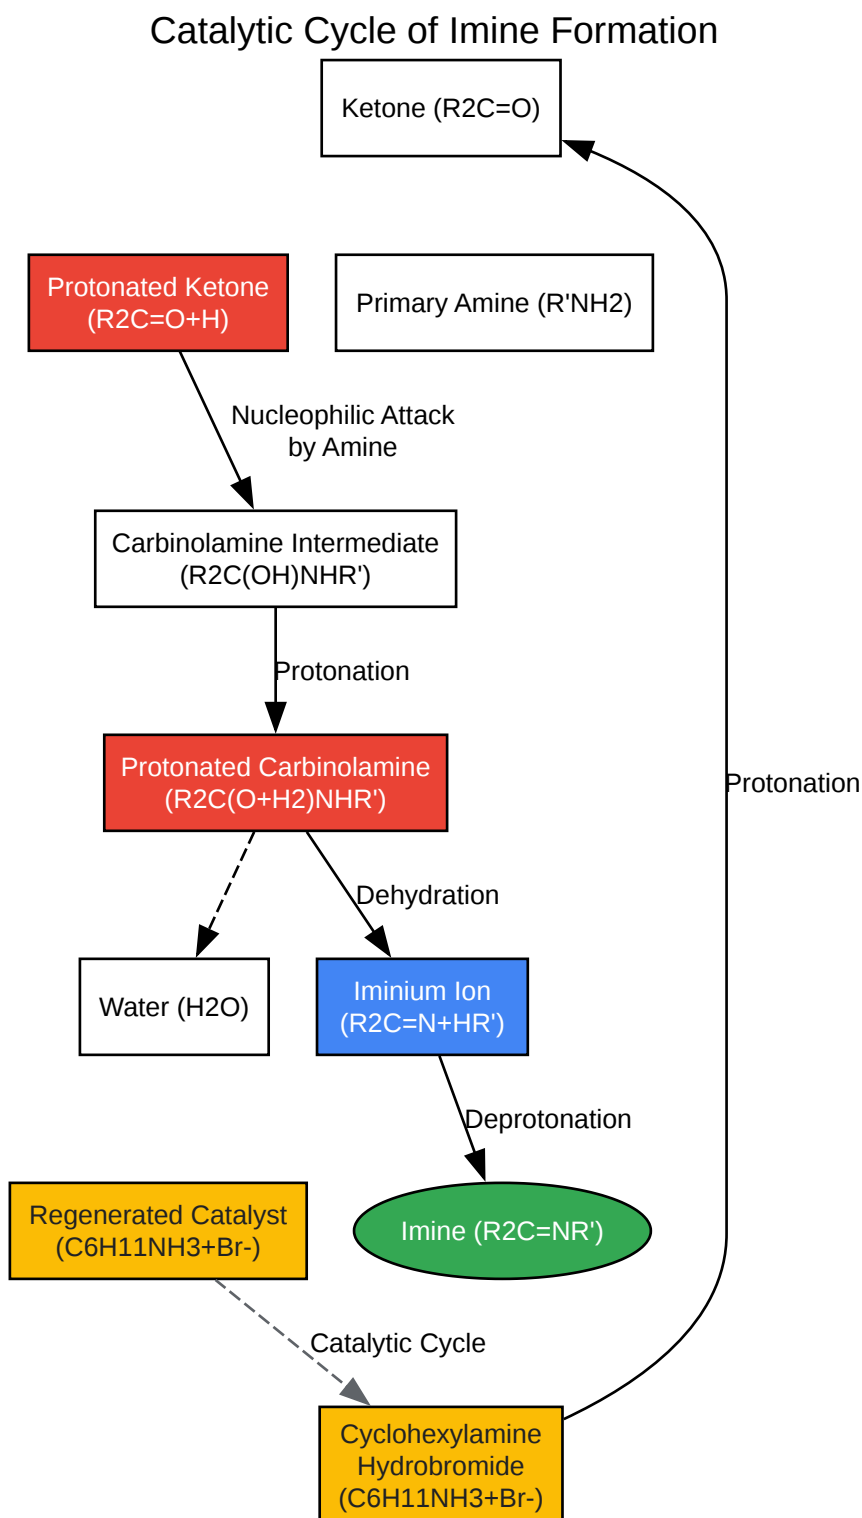 Catalytic Cycle of Imine Formation
Ketone (R2C=O)
Protonated Ketone
(R2C=O+H)
Primary Amine (R'NH2)
Nucleophilic Attack
by Amine
Carbinolamine Intermediate
(R2C(OH)NHR')
Protonation
Protonated Carbinolamine
(R2C(O+H2)NHR')
Protonation
Dehydration
Water (H2O)
Iminium Ion
(R2C=N+HR')
Deprotonation
Regenerated Catalyst
(C6H11NH3+Br-)
Imine (R2C=NR')
Catalytic Cycle
Cyclohexylamine
Hydrobromide
(C6H11NH3+Br-)